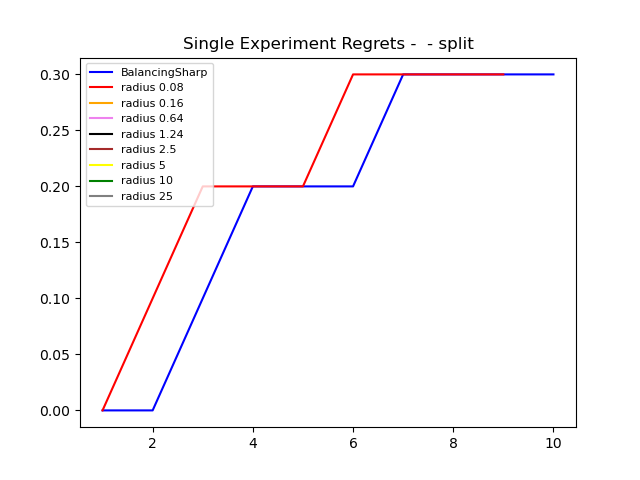 Single Experiment Regrets -  - split
0.30
0.25
0.20
0.15
0.10
0.05
0.00
BalancingSharp
radius 0.08
radius 0.16
radius 0.64
radius 1.24
radius 2.5
radius 5
radius 10
radius 25
2 4 6 8 10